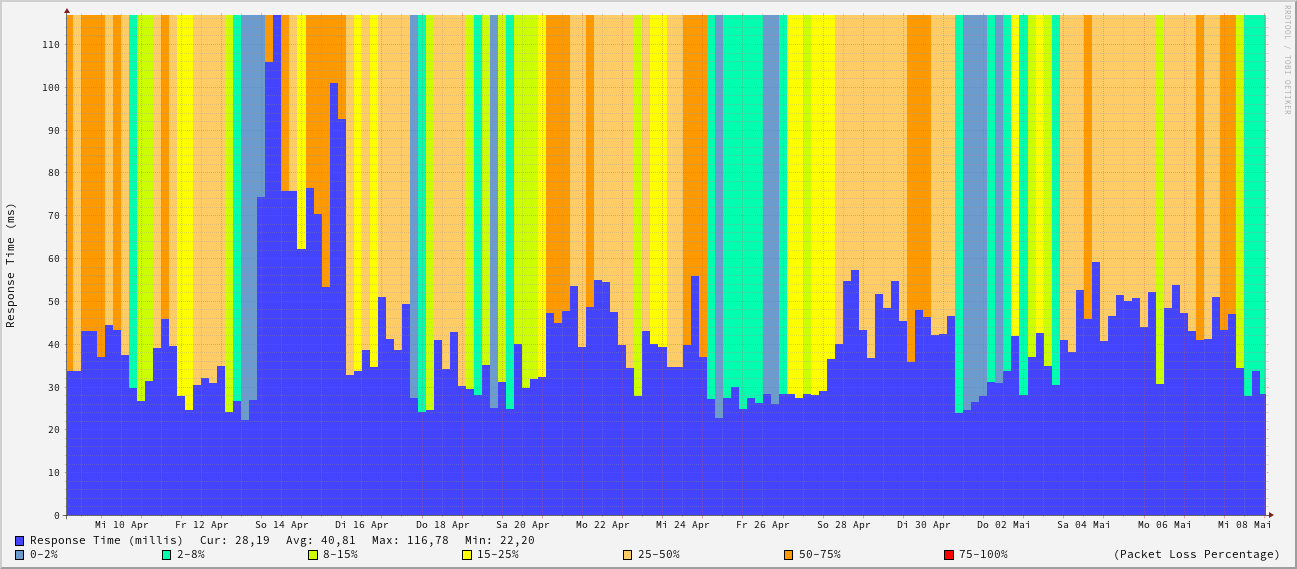 RRDTOOL / TOBI OETIKER
Response Time (ms)
110
100
90
80
70
60
50
40
30
20
10
0
Mi 10 Apr Fr 12 Apr So 14 Apr Di 16 Apr Do 18 Apr Sa 20 Apr Mo 22 Apr Mi 24 Apr Fr 26 Apr So 28 Apr Di 30 Apr Do 02 Mai Sa 04 Mai Mo 06 Mai Mi 08 Mai
Response Time (millis) Cur: 28,19 Avg: 40,81 Max: 116,78 Min: 22,20
0-2% 2-8% 8-15% 15-25% 25-50% 50-75% 75-100% (Packet Loss Percentage)